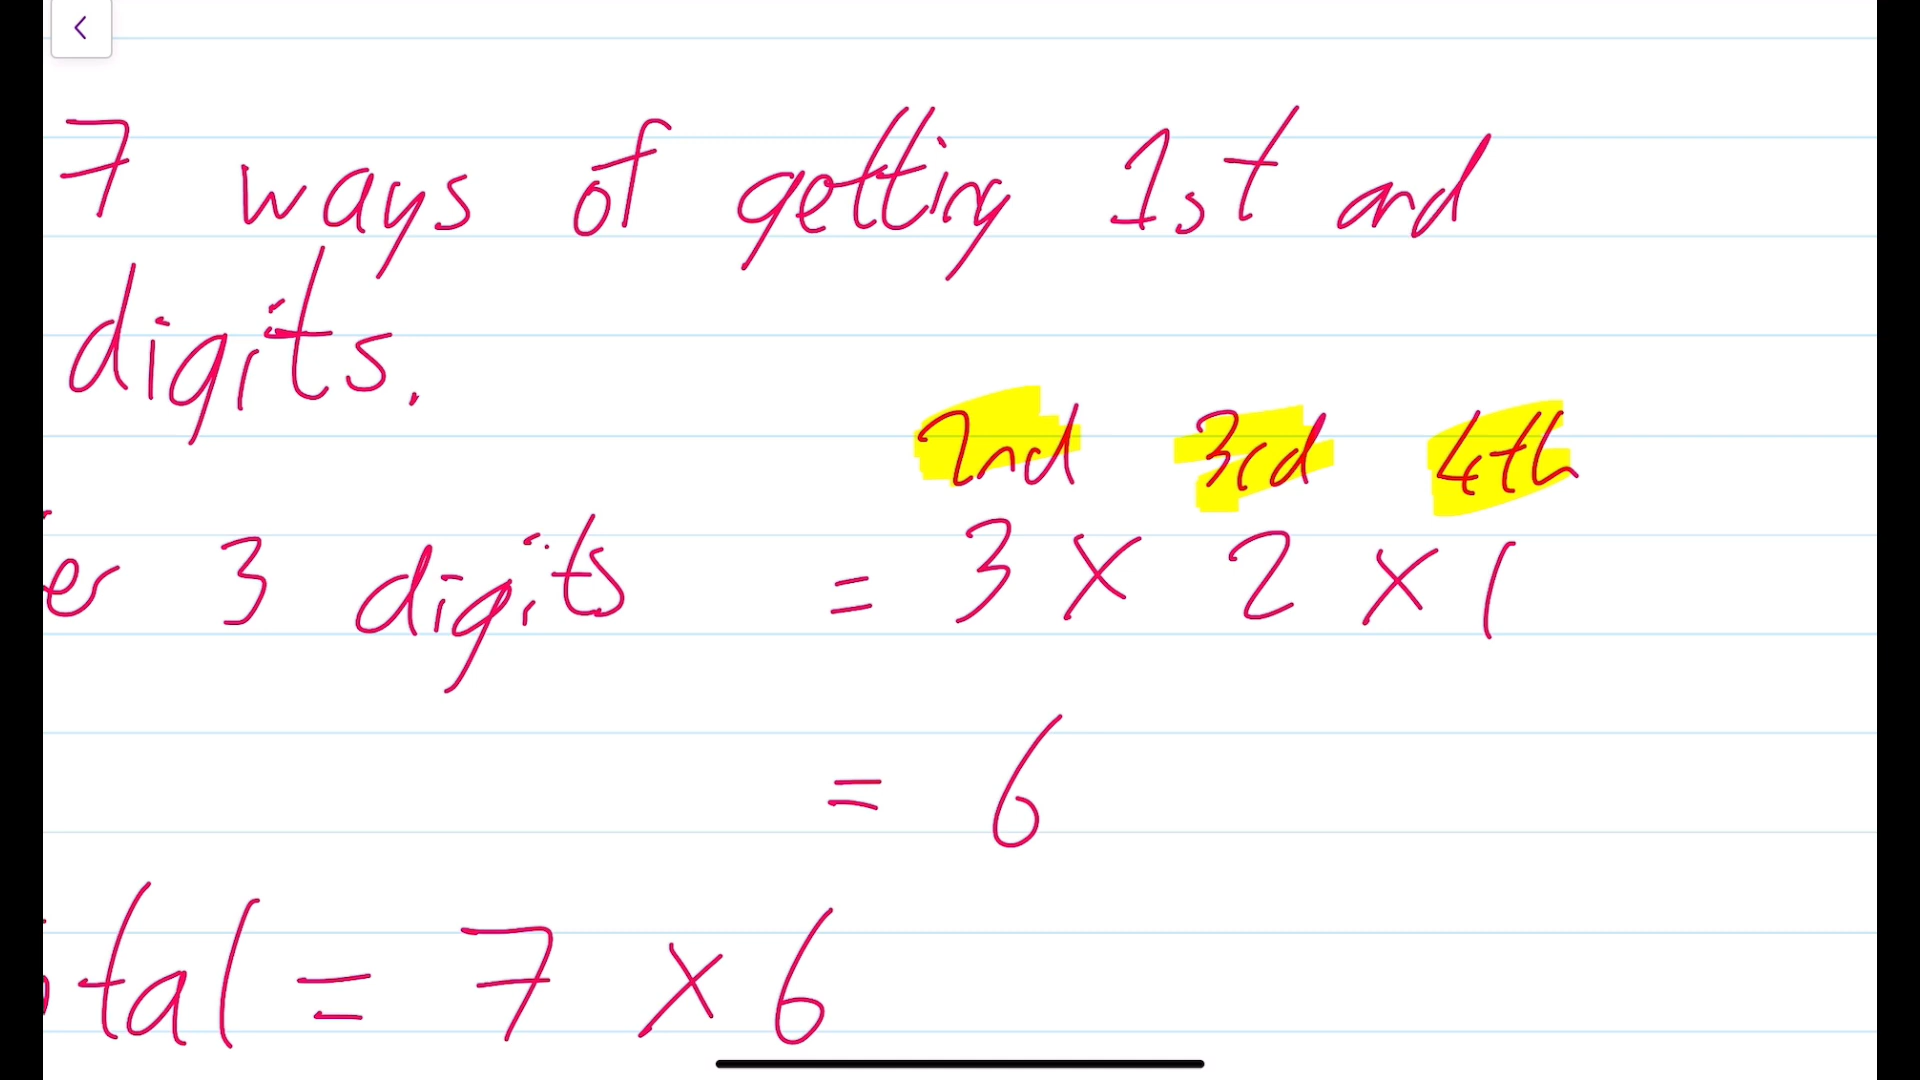 7 ways of getting 1st and
digits.
2nd 3rd 4th
er 3 digits = 3 × 2 × 1
= 6
tal = 7 × 6